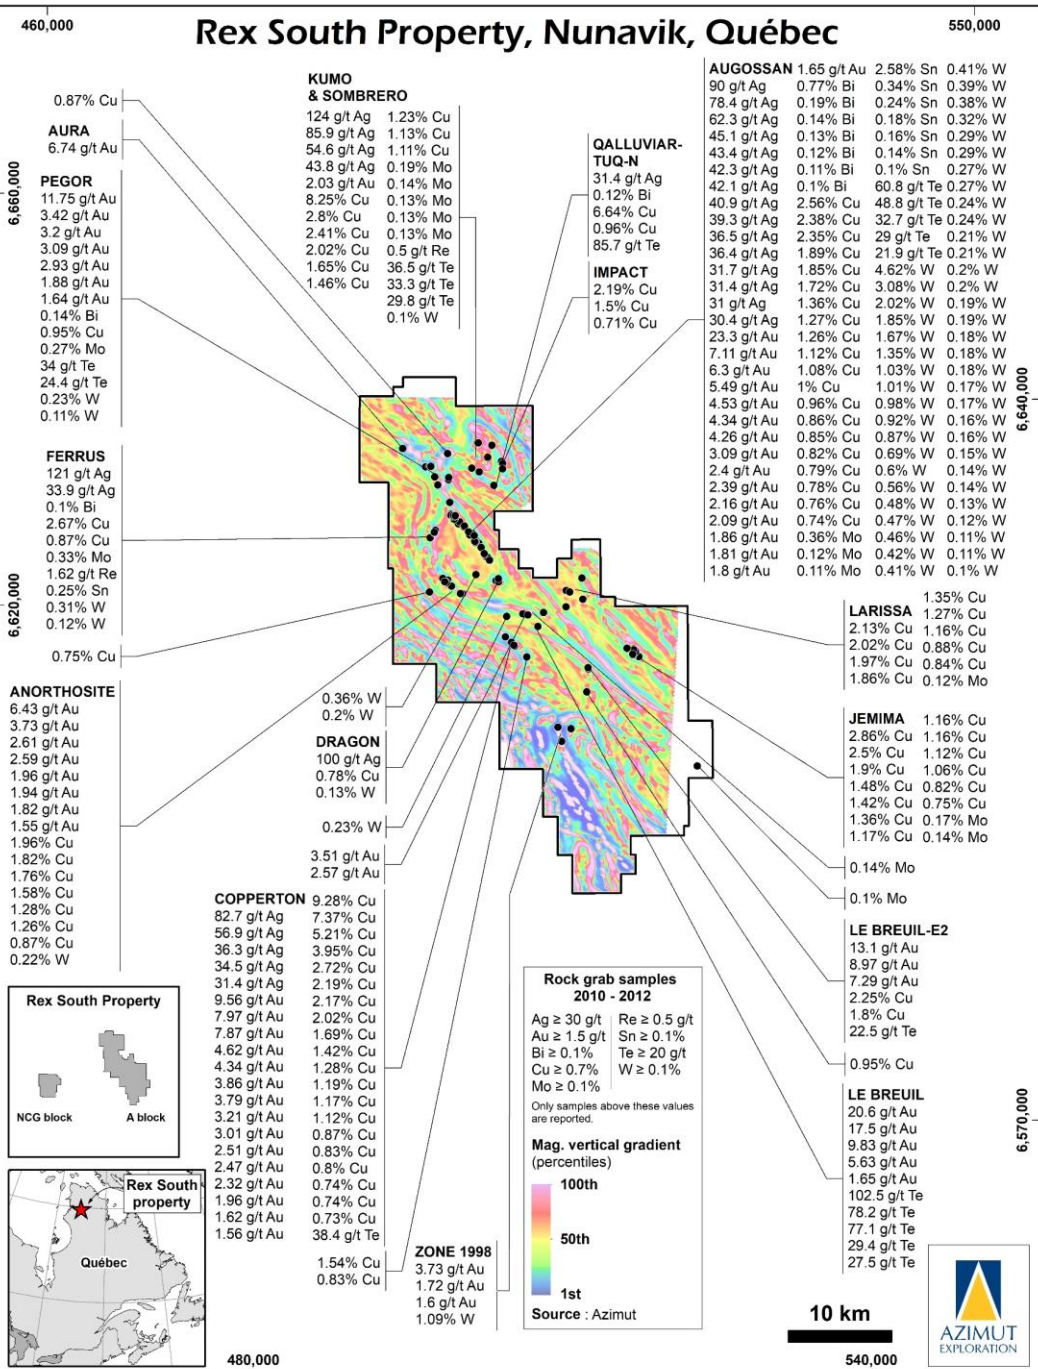 460,000
Rex South Property, Nunavik, Québec
550,000
6,660,000
6,620,000
6,640,000
6,570,000
0.87% Cu
AURA
6.74 g/t Au
PEGOR
11.75 g/t Au
3.42 g/t Au
3.2 g/t Au
3.09 g/t Au
2.93 g/t Au
1.88 g/t Au
1.64 g/t Au
0.14% Bi
0.95% Cu
0.27% Mo
34 g/t Te
24.4 g/t Te
0.23% W
0.11% W
FERRUS
121 g/t Ag
33.9 g/t Ag
0.1% Bi
2.67% Cu
0.87% Cu
0.33% Mo
1.62 g/t Re
0.25% Sn
0.31% W
0.12% W
0.75% Cu
ANORTHOSITE
6.43 g/t Au
3.73 g/t Au
2.61 g/t Au
2.59 g/t Au
1.96 g/t Au
1.94 g/t Au
1.82 g/t Au
1.55 g/t Au
1.96% Cu
1.82% Cu
1.76% Cu
1.58% Cu
1.28% Cu
1.26% Cu
0.87% Cu
0.22% W
KUMO
& SOMBRERO
124 g/t Ag 1.23% Cu
85.9 g/t Ag 1.13% Cu
54.6 g/t Ag 1.11% Cu
43.8 g/t Ag 0.19% Mo
2.03 g/t Au 0.14% Mo
8.25% Cu 0.13% Mo
2.8% Cu 0.13% Mo
2.41% Cu 0.13% Mo
2.02% Cu 0.5 g/t Re
1.65% Cu 36.5 g/t Te
1.46% Cu 33.3 g/t Te
29.8 g/t Te
0.1% W
QALLUVIAR-
TUQ-N
31.4 g/t Ag
0.12% Bi
6.64% Cu
0.96% Cu
85.7 g/t Te
IMPACT
2.19% Cu
1.5% Cu
0.71% Cu
AUGOSSAN 1.65 g/t Au 2.58% Sn 0.41% W
90 g/t Ag 0.77% Bi 0.34% Sn 0.39% W
78.4 g/t Ag 0.19% Bi 0.24% Sn 0.38% W
62.3 g/t Ag 0.14% Bi 0.18% Sn 0.32% W
45.1 g/t Ag 0.13% Bi 0.16% Sn 0.29% W
43.4 g/t Ag 0.12% Bi 0.14% Sn 0.29% W
42.3 g/t Ag 0.11% Bi 0.1% Sn 0.27% W
42.1 g/t Ag 0.1% Bi 60.8 g/t Te 0.27% W
40.9 g/t Ag 2.56% Cu 48.8 g/t Te 0.24% W
39.3 g/t Ag 2.38% Cu 32.7 g/t Te 0.24% W
36.5 g/t Ag 2.35% Cu 29 g/t Te 0.21% W
36.4 g/t Ag 1.89% Cu 21.9 g/t Te 0.21% W
31.7 g/t Ag 1.85% Cu 4.62% W 0.2% W
31.4 g/t Ag 1.72% Cu 3.08% W 0.2% W
31 g/t Ag 1.36% Cu 2.02% W 0.19% W
30.4 g/t Ag 1.27% Cu 1.85% W 0.19% W
23.3 g/t Au 1.26% Cu 1.67% W 0.18% W
7.11 g/t Au 1.12% Cu 1.35% W 0.18% W
6.3 g/t Au 1.08% Cu 1.03% W 0.18% W
5.49 g/t Au 1% Cu 1.01% W 0.17% W
4.53 g/t Au 0.96% Cu 0.98% W 0.17% W
4.34 g/t Au 0.86% Cu 0.92% W 0.16% W
4.26 g/t Au 0.85% Cu 0.87% W 0.16% W
3.09 g/t Au 0.82% Cu 0.69% W 0.15% W
2.4 g/t Au 0.79% Cu 0.6% W 0.14% W
2.39 g/t Au 0.78% Cu 0.56% W 0.14% W
2.16 g/t Au 0.76% Cu 0.48% W 0.13% W
2.09 g/t Au 0.74% Cu 0.47% W 0.12% W
1.86 g/t Au 0.36% Mo 0.46% W 0.11% W
1.81 g/t Au 0.12% Mo 0.42% W 0.11% W
1.8 g/t Au 0.11% Mo 0.41% W 0.1% W
1.35% Cu
LARISSA 1.27% Cu
2.13% Cu 1.16% Cu
2.02% Cu 0.88% Cu
1.97% Cu 0.84% Cu
1.86% Cu 0.12% Mo
JEMIMA 1.16% Cu
2.86% Cu 1.16% Cu
2.5% Cu 1.12% Cu
1.9% Cu 1.06% Cu
1.48% Cu 0.82% Cu
1.42% Cu 0.75% Cu
1.36% Cu 0.17% Mo
1.17% Cu 0.14% Mo
0.14% Mo
0.1% Mo
LE BREUIL-E2
13.1 g/t Au
8.97 g/t Au
7.29 g/t Au
2.25% Cu
1.8% Cu
22.5 g/t Te
0.95% Cu
LE BREUIL
20.6 g/t Au
17.5 g/t Au
9.83 g/t Au
5.63 g/t Au
1.65 g/t Au
102.5 g/t Te
78.2 g/t Te
77.1 g/t Te
29.4 g/t Te
27.5 g/t Te
0.36% W
0.2% W
DRAGON
100 g/t Ag
0.78% Cu
0.13% W
0.23% W
3.51 g/t Au
2.57 g/t Au
COPPERTON 9.28% Cu
82.7 g/t Ag 7.37% Cu
56.9 g/t Ag 5.21% Cu
36.3 g/t Ag 3.95% Cu
34.5 g/t Ag 2.72% Cu
31.4 g/t Ag 2.19% Cu
9.56 g/t Au 2.17% Cu
7.97 g/t Au 2.02% Cu
7.87 g/t Au 1.69% Cu
4.62 g/t Au 1.42% Cu
4.34 g/t Au 1.28% Cu
3.86 g/t Au 1.19% Cu
3.79 g/t Au 1.17% Cu
3.21 g/t Au 1.12% Cu
3.01 g/t Au 0.87% Cu
2.51 g/t Au 0.83% Cu
2.47 g/t Au 0.8% Cu
2.32 g/t Au 0.74% Cu
1.96 g/t Au 0.74% Cu
1.62 g/t Au 0.73% Cu
1.56 g/t Au 38.4 g/t Te
1.54% Cu
0.83% Cu
ZONE 1998
3.73 g/t Au
1.72 g/t Au
1.6 g/t Au
1.09% W
Rock grab samples
2010 - 2012
Ag ≥ 30 g/t Re ≥ 0.5 g/t
Au ≥ 1.5 g/t Sn ≥ 0.1%
Bi ≥ 0.1% Te ≥ 20 g/t
Cu ≥ 0.7% W ≥ 0.1%
Mo ≥ 0.1%
Only samples above these values
are reported.
Mag. vertical gradient
(percentiles)
100th
50th
1st
Source : Azimut
Rex South Property
NCG block A block
Rex South
property
Québec
10 km
AZIMUT
EXPLORATION
480,000
540,000